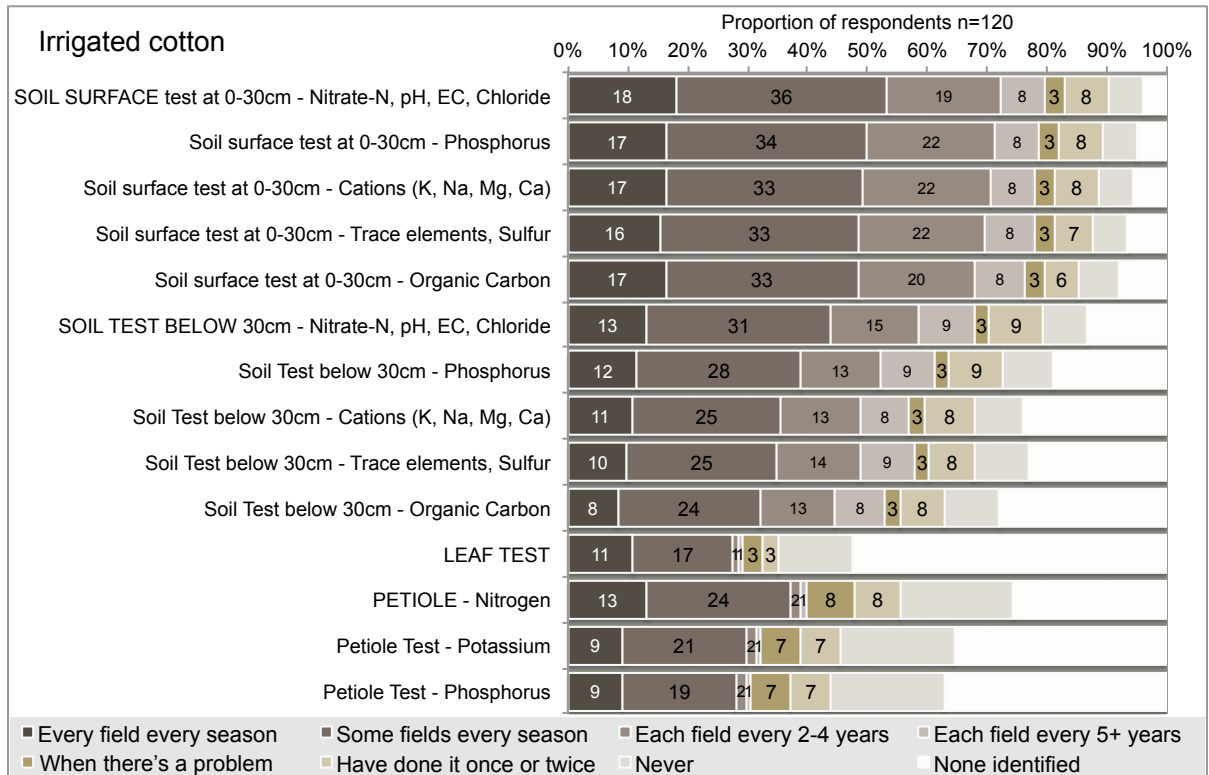 Irrigated cotton
Proportion of respondents n=120
0% 10% 20% 30% 40% 50% 60% 70% 80% 90% 100%
SOIL SURFACE test at 0-30cm - Nitrate-N, pH, EC, Chloride 18 36 19 8 3 8
Soil surface test at 0-30cm - Phosphorus 17 34 22 8 3 8
Soil surface test at 0-30cm - Cations (K, Na, Mg, Ca) 17 33 22 8 3 8
Soil surface test at 0-30cm - Trace elements, Sulfur 16 33 22 8 3 7
Soil surface test at 0-30cm - Organic Carbon 17 33 20 8 3 6
SOIL TEST BELOW 30cm - Nitrate-N, pH, EC, Chloride 13 31 15 9 3 9
Soil Test below 30cm - Phosphorus 12 28 13 9 3 9
Soil Test below 30cm - Cations (K, Na, Mg, Ca) 11 25 13 8 3 8
Soil Test below 30cm - Trace elements, Sulfur 10 25 14 9 3 8
Soil Test below 30cm - Organic Carbon 8 24 13 8 3 8
LEAF TEST 11 17 1 1 3 3
PETIOLE - Nitrogen 13 24 2 1 8 8
Petiole Test - Potassium 9 21 2 1 7 7
Petiole Test - Phosphorus 9 19 2 1 7 7
Every field every season Some fields every season Each field every 2-4 years Each field every 5+ years
When there's a problem Have done it once or twice Never None identified